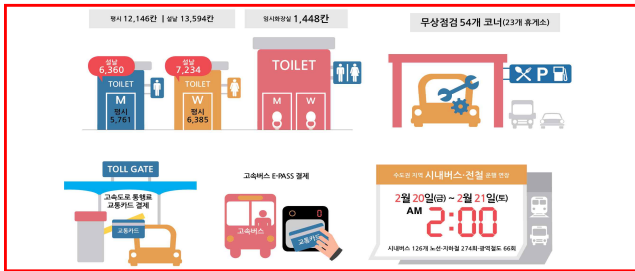 평시 12,146칸 | 설날 13,594칸
임시화장실 1,448칸
무상점검 54개 코너(23개 휴게소)
설날
6,360
TOILET
M
평시
5,761
설날
7,234
TOILET
W
평시
6,385
TOILET
M W
P
TOLL GATE
고속도로 통행료
교통카드 결제
교통카드
고속버스 E-PASS 결제
고속버스
0
교통카드
수도권 지역 시내버스·전철 운행 연장
2월 20일(금) ~ 2월 21일(토)
AM 2:00
시내버스 126개 노선·지하철 274회·광역철도 66회